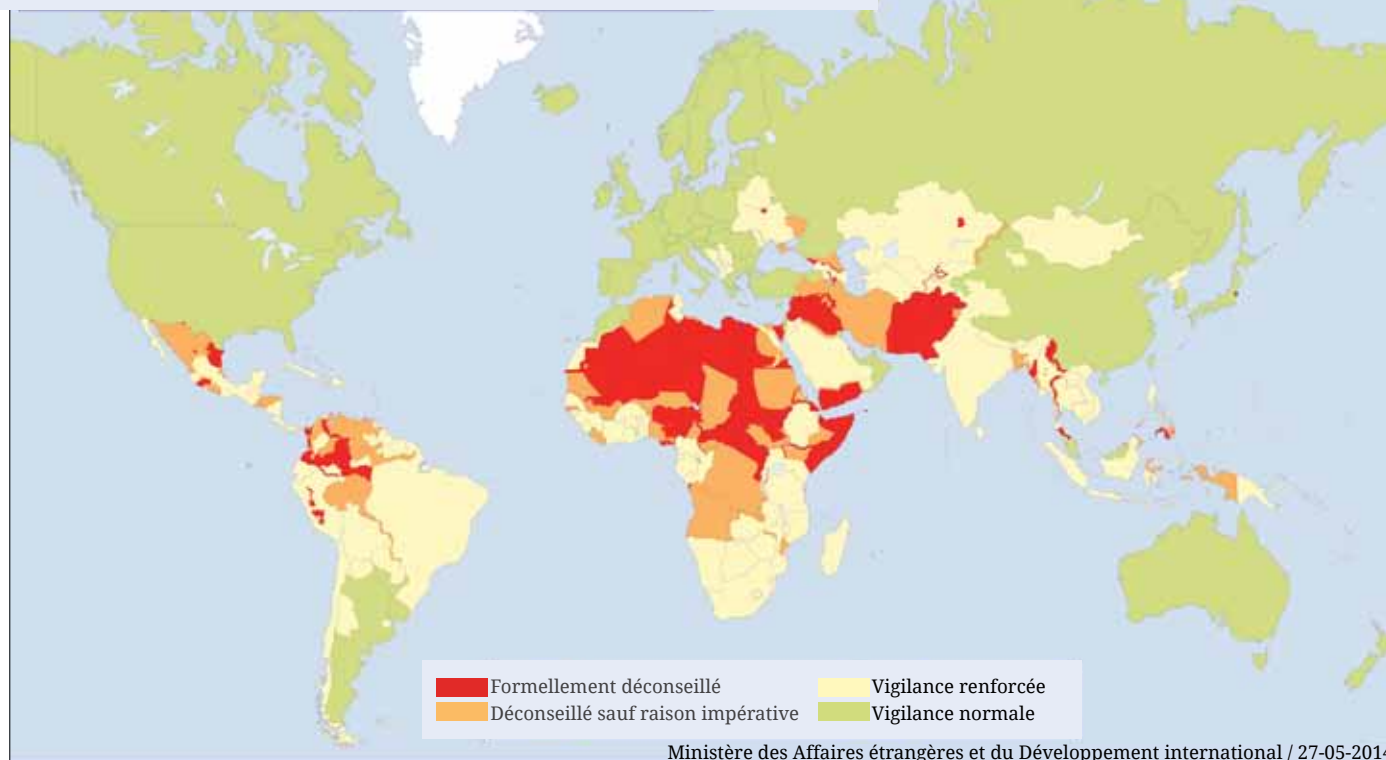 Formellement déconseillé
Déconseillé sauf raison impérative
Vigilance renforcée
Vigilance normale
Ministère des Affaires étrangères et du Développement international / 27-05-2014